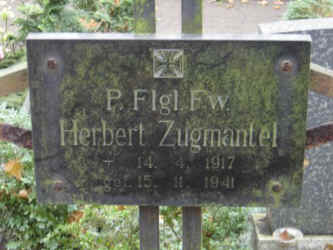 P. Flgl. F.w.
Herbert Zugmantel
* 14. 4. 1917
gef. 15. 11. 1941